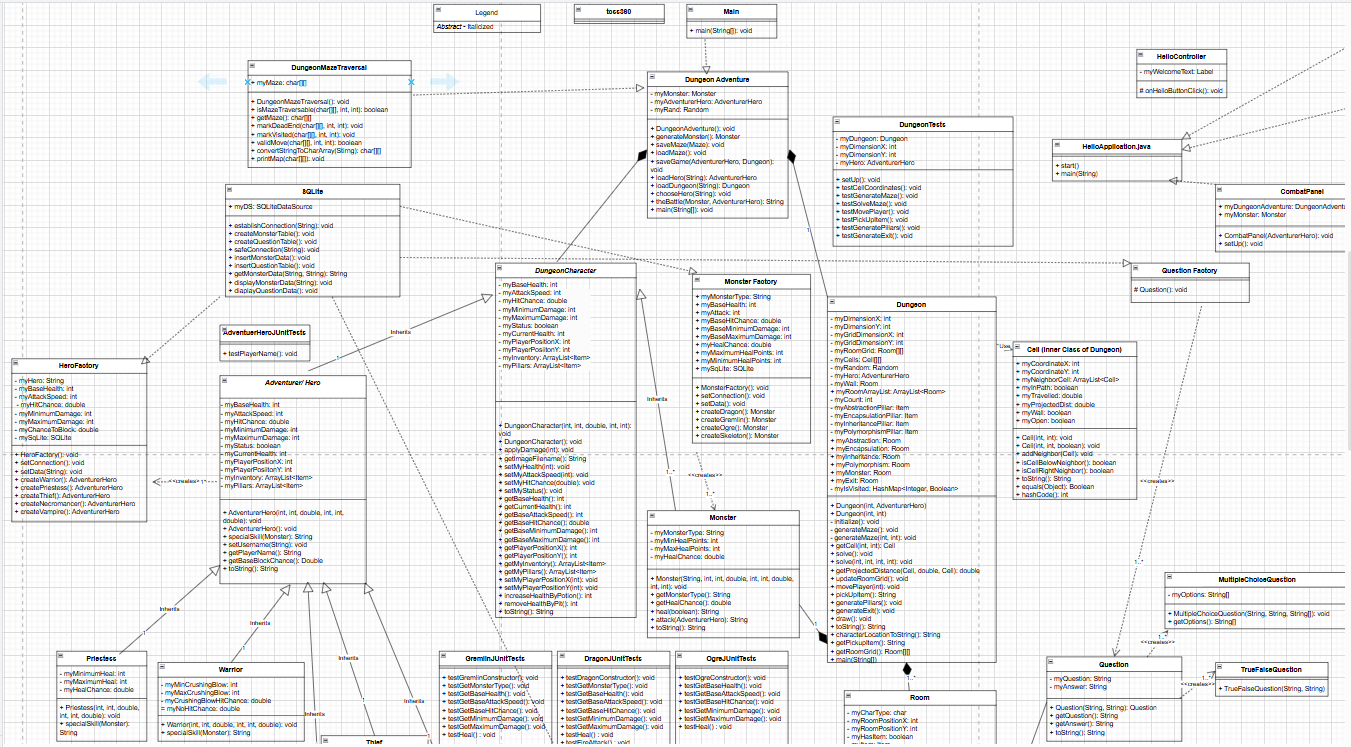 Legend
Abstract - Italicized
toss360
Main
+ main(String[]): void
HelloController
- myWelcomeText: Label
# onHelloButtonClick(): void
DungeonMazeTraversal
+ myMaze: char[][]
+ DungeonMazeTraversal(): void
+ isMazeTraversable(char[][], int, int): boolean
+ getMaze(): char[][]
+ markDeadEnd(char[][], int, int): void
+ markVisited(char[][], int, int): void
+ validMove(char[][], int, int): boolean
+ convertStringToCharArray(String): char[][]
+ printMap(char[][]): void
Dungeon Adventure
- myMonster: Monster
- myAdventurerHero: AdventurerHero
- myRand: Random
+ DungeonAdventure(): void
+ generateMonster(): Monster
+ saveMaze(Maze): void
+ loadMaze(): void
+ saveGame(AdventurerHero, Dungeon):
void
+ loadHero(String): AdventurerHero
+ loadDungeon(String): Dungeon
+ chooseHero(String): void
+ theBattle(Monster, AdventurerHero): String
+ main(String[]): void
DungeonTests
- myDungeon: Dungeon
- myDimensionX: int
- myDimensionY: int
- myHero: AdventurerHero
+ setUp(): void
+ testCellCoordinates(): void
+ testGenerateMaze(): void
+ testSolveMaze(): void
+ testMovePlayer(): void
+ testPickUpItem(): void
+ testGeneratePillars(): void
+ testGenerateExit(): void
HelloApplication.java
+ start()
+ main(String)
CombatPanel
+ myDungeonAdventure: DungeonAdvent
+ myMonster: Monster
+ CombatPanel(AdventurerHero): void
+ setUp(): void
SQLite
+ myDS: SQLiteDataSource
+ establishConnection(String): void
+ createMonsterTable(): void
+ createQuestionTable(): void
+ safeConnection(String): void
+ insertMonsterData(): void
+ insertQuestionTable(): void
+ getMonsterData(String, String): String
+ displayMonsterData(String): void
+ diaplayQuestionData(): void
Question Factory
# Question(): void
DungeonCharacter
- myBaseHealth: int
- myAttackSpeed: int
- myHitChance: double
- myMinimumDamage: int
- myMaximumDamage: int
- myStatus: boolean
- myCurrentHealth: int
- myPlayerPositionX: int
- myPlayerPositionY: int
- myInventory: ArrayList<Item>
- myPillars: ArrayList<Item>
+ DungeonCharacter(int, int, double, int, int):
void
+ DungeonCharacter(): void
+ applyDamage(int): void
+ getImageFilename(): String
+ setMyHealth(int): void
+ setMyAttackSpeed(int): void
+ setMyHitChance(double): void
+ setMyStatus(): void
+ getBaseHealth(): int
+ getCurrentHealth(): int
+ getBaseAttackSpeed(): int
+ getBaseHitChance(): double
+ getBaseMinimumDamage(): int
+ getBaseMaximumDamage(): int
+ getPlayerPositionX(): int
+ getPlayerPositionY(): int
+ getMyInventory(): ArrayList<Item>
+ getMyPillars(): ArrayList<Item>
+ setMyPlayerPositionX(int): void
+ setMyPlayerPositionY(int): void
+ increaseHealthByPotion(): int
+ removeHealthByPit(): int
+ toString(): String
Monster Factory
+ myMonsterType: String
+ myBaseHealth: int
+ myAttack: int
+ myBaseHitChance: double
+ myBaseMinimumDamage: int
+ myBaseMaximumDamage: int
+ myHealChance: double
+ myMaximumHealPoints: int
+ myMinimumHealPoints: int
+ mySqlite: SQLite
+ MonsterFactory(): void
+ setConnection(): void
+ setData(): void
+ createDragon(): Monster
+ createGremlin(): Monster
+ createOgre(): Monster
+ createSkeleton(): Monster
Dungeon
- myDimensionX: int
- myDimensionY: int
- myGridDimensionX: int
- myGridDimensionY: int
- myRoomGrid: Room[][]
- myCells: Cell[][]
- myRandom: Random
- myHero: AdventurerHero
- myWall: Room
+ myRoomArray: ArrayList<Room>
- myCount: int
- myAbstractionPillar: Item
- myEncapsulationPillar: Item
- myInheritancePillar: Item
- myPolymorphismPillar: Item
+ myAbstraction: Room
+ myEncapsulation: Room
+ myInheritance: Room
+ myPolymorphism: Room
+ myMonster: Room
+ myExit: Room
- myIsVisited: HashMap<Integer, Boolean>
+ Dungeon(int, AdventurerHero)
+ Dungeon(int, int)
- initialize(): void
- generateMaze(): void
+ generateMaze(int, int): void
+ getCell(int, int): Cell
+ solve(): void
+ solve(int, int, int, int): void
+ getProjectedDistance(Cell, double, Cell): double
+ updateRoomGrid(): void
+ movePlayer(int): void
+ pickUpItem(): String
+ generatePillars(): void
+ generateExit(): void
+ draw(): void
+ toString(): String
+ characterLocationToString(): String
+ getPickupItem(): String
+ getRoomGrid(): Room[][]
+ main(String[])
"Use
Cell (Inner Class of Dungeon)
+ myCoordinateX: int
+ myCoordinateY: int
+ myNeighborCell: ArrayList<Cell>
+ myInPath: boolean
+ myTravelled: double
+ myProjectedDist: double
+ myWall: boolean
+ myOpen: boolean
+ Cell(int, int): void
+ Cell(int, int, boolean): void
+ addNeighbor(Cell): void
+ isCellBelowNeighbor(): boolean
+ isCellRightNeighbor(): boolean
+ toString(): String
+ equals(Object): Boolean
+ hashCode(): int
AdventuerHeroJUnitTests
+ testPlayerName(): void
Inherits
1
HeroFactory
- myHero: String
- myBaseHealth: int
- myAttackSpeed: int
- myHitChance: double
- myMinimumDamage: int
- myMaximumDamage: int
- myChanceToBlock: double
- mySqLite: SQLite
+ HeroFactory(): void
+ setConnection(): void
+ setData(String): void
+ createWarrior(): AdventurerHero
+ createPriestess(): AdventurerHero
+ createThief(): AdventurerHero
+ createNecromancer(): AdventurerHero
+ createVampire(): AdventurerHero
<<creates>> 1*
Adventurer/ Hero
- myBaseHealth: int
- myAttackSpeed: int
- myHitChance: double
- myMinimumDamage: int
- myMaximumDamage: int
- myStatus: boolean
- myCurrentHealth: int
- myPlayerPositionX: int
- myPlayerPositionY: int
- myInventory: ArrayList<Item>
- myPillars: ArrayList<Item>
+ AdventurerHero(int, int, double, int, int,
double): void
+ AdventurerHero(): void
+ specialSkill(Monster): String
+ setUsername(String): void
+ getPlayerName(): String
+ getBaseBlockChance(): Double
+ toString(): String
Inherits
1..*
<<creates>>
1..*
Monster
- myMonsterType: String
- myMinHealPoints: int
- myMaxHealPoints: int
- myHealChance: double
+ Monster(String, int, int, double, int, int, double,
int, int): void
+ getMonsterType(): String
+ getHealChance(): double
+ heal(boolean): String
+ attack(AdventurerHero): String
+ toString(): String
1
1
<<creates>>
1..*
MultipleChoiceQuestion
- myOptions: String[]
+ MultipleChoiceQuestion(String, String, String[]): void
+ getOptions(): String[]
1..*
<<creates>>
Question
- myQuestion: String
- myAnswer: String
+ Question(String, String): Question
+ getQuestion(): String
+ getAnswer(): String
+ toString(): String
<<creates>>
TrueFalseQuestion
+ TrueFalseQuestion(String, String)
Inherits
1
Inherits
1
Inherits
1
Inherits
Inherits
1
Priestess
- myMinimumHeal: int
- myMaximumHeal: int
- myHealChance: double
+ Priestess(int, int, double,
int, int, double): void
+ specialSkill(Monster):
String
Warrior
- myMinCrushingBlow: int
- myMaxCrushingBlow: int
- myCrushingBlowHitChance: double
= myNoHitChance: double
+ Warrior(int, int, double, int, int, double): void
+ specialSkill(Monster): String
Thief
GremlinJUnitTests
+ testGremlinConstructor(): void
+ testGetMonsterType(): void
+ testGetBaseHealth(): void
+ testGetBaseAttackSpeed(): void
+ testGetBaseHitChance(): void
+ testGetMinimumDamage(): void
+ testGetMaximumDamage(): void
+ testHeal(): void
DragonJUnitTests
+ testDragonConstructor(): void
+ testGetMonsterType(): void
+ testGetBaseHealth(): void
+ testGetBaseAttackSpeed(): void
+ testGetBaseHitChance(): void
+ testGetMinimumDamage(): void
+ testGetMaximumDamage(): void
+ testHeal() : void
OgreJUnitTests
+ testOgreConstructor(): void
+ testGetBaseHealth(): void
+ testGetBaseAttackSpeed(): void
+ testGetBaseHitChance(): void
+ testGetMinimumDamage(): void
+ testGetMaximumDamage(): void
+ testHeal() : void
1..*
Room
- myCharType: char
- myRoomPositionX: int
- myRoomPositionY: int
- myHasItem: boolean